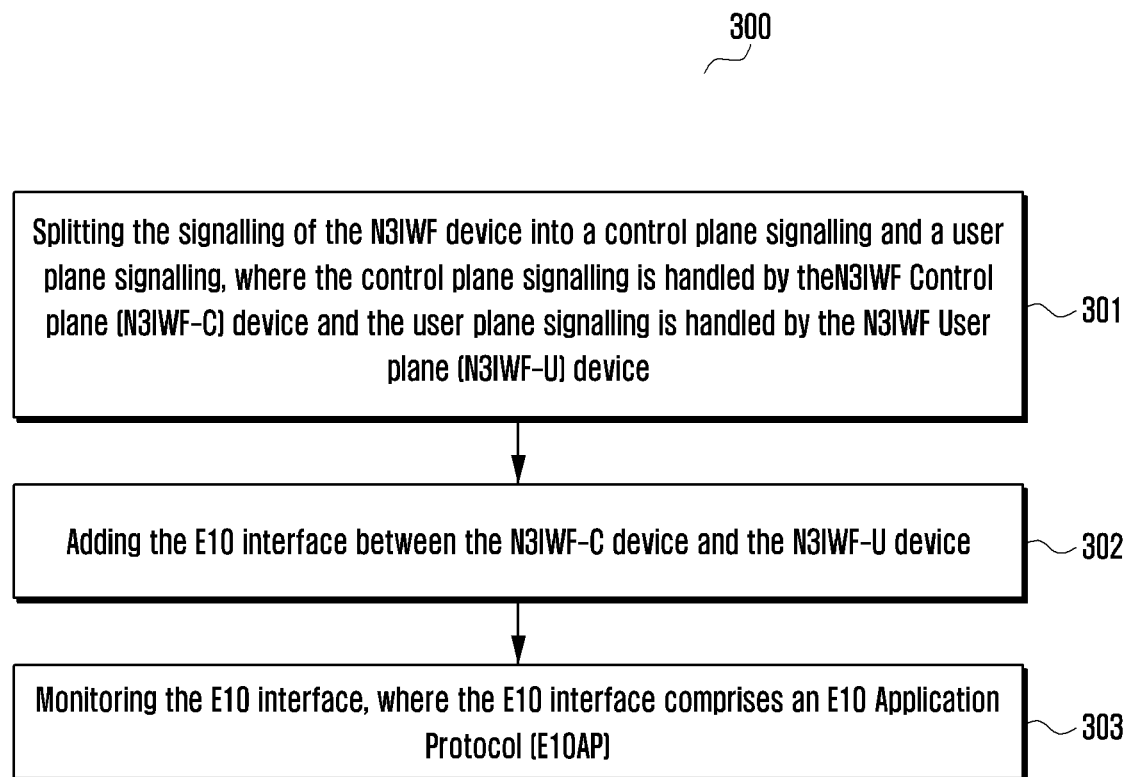 300
Splitting the signalling of the N3IWF device into a control plane signalling and a user
plane signalling, where the control plane signalling is handled by theN3IWF Control
plane (N3IWF-C) device and the user plane signalling is handled by the N3IWF User
plane (N3IWF-U) device
301
Adding the E10 interface between the N3IWF-C device and the N3IWF-U device
302
Monitoring the E10 interface, where the E10 interface comprises an E10 Application
Protocol (E10AP)
303